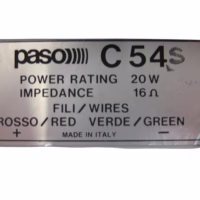 paso))))) C 54s
POWER RATING 20 W
IMPEDANCE 16 Ω
FILI / WIRES
ROSSO/RED VERDE/GREEN
+ MADE IN ITALY -